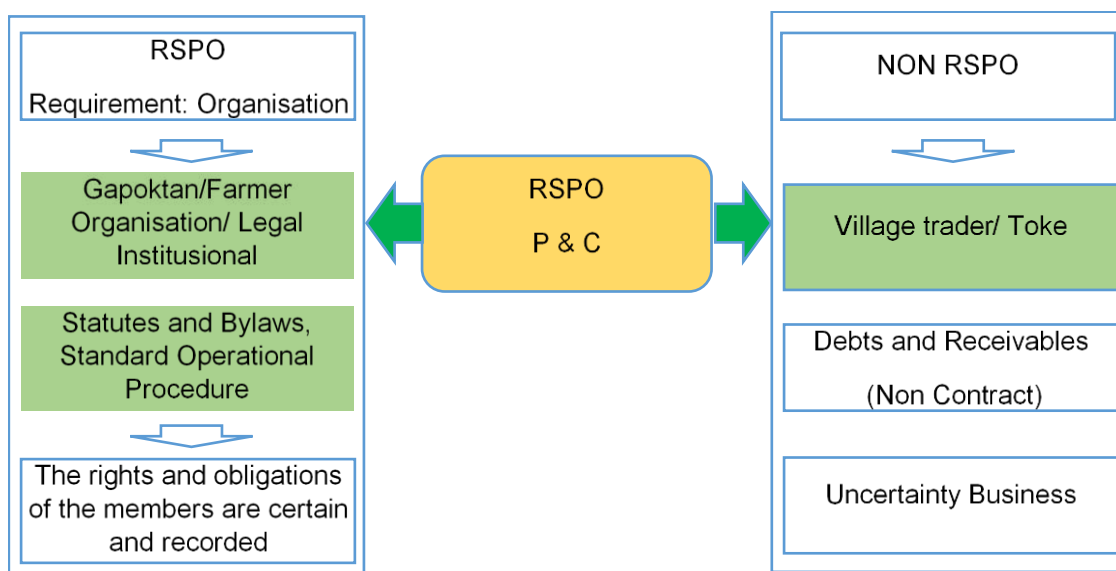 RSPO
Requirement: Organisation
Gapoktan/Farmer
Organisation/ Legal
Institusional
Statutes and Bylaws,
Standard Operational
Procedure
The rights and obligations
of the members are certain
and recorded
RSPO
P & C
NON RSPO
Village trader/ Toke
Debts and Receivables
(Non Contract)
Uncertainty Business